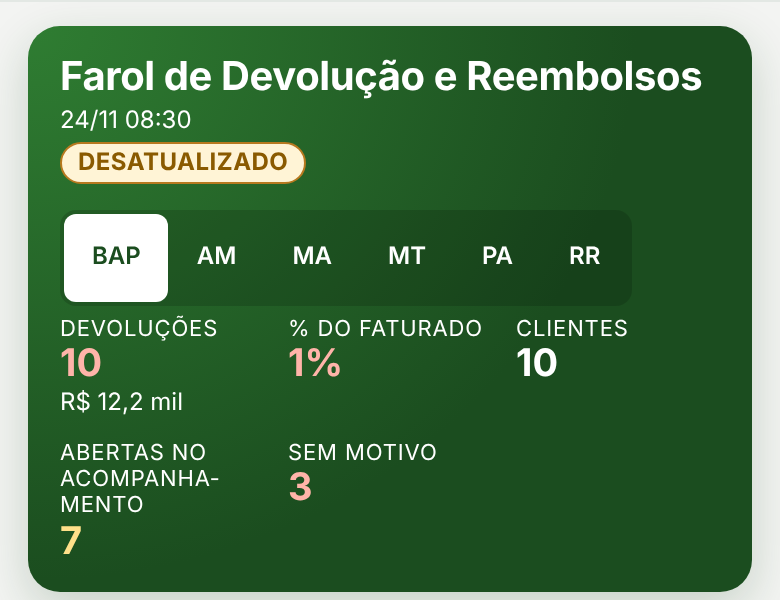 Farol de Devolução e Reembolsos
24/11 08:30
DESATUALIZADO
BAP AM MA MT PA RR
DEVOLUÇÕES % DO FATURADO CLIENTES
10 1% 10
R$ 12,2 mil
ABERTAS NO SEM MOTIVO
ACOMPANHA- 3
MENTO
7